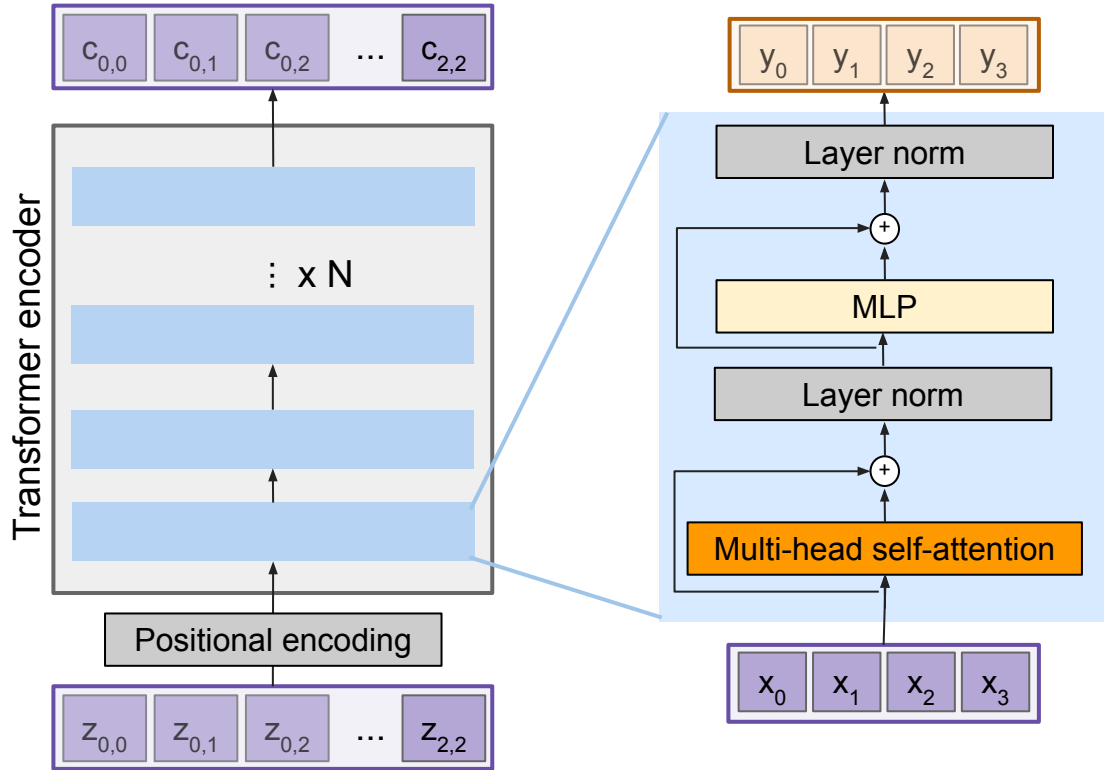 c0,0 c0,1 c0,2 ... c2,2
Transformer encoder
⋮ x N
Positional encoding
z0,0 z0,1 z0,2 ... z2,2
y0 y1 y2 y3
Layer norm
+
MLP
Layer norm
+
Multi-head self-attention
x0 x1 x2 x3